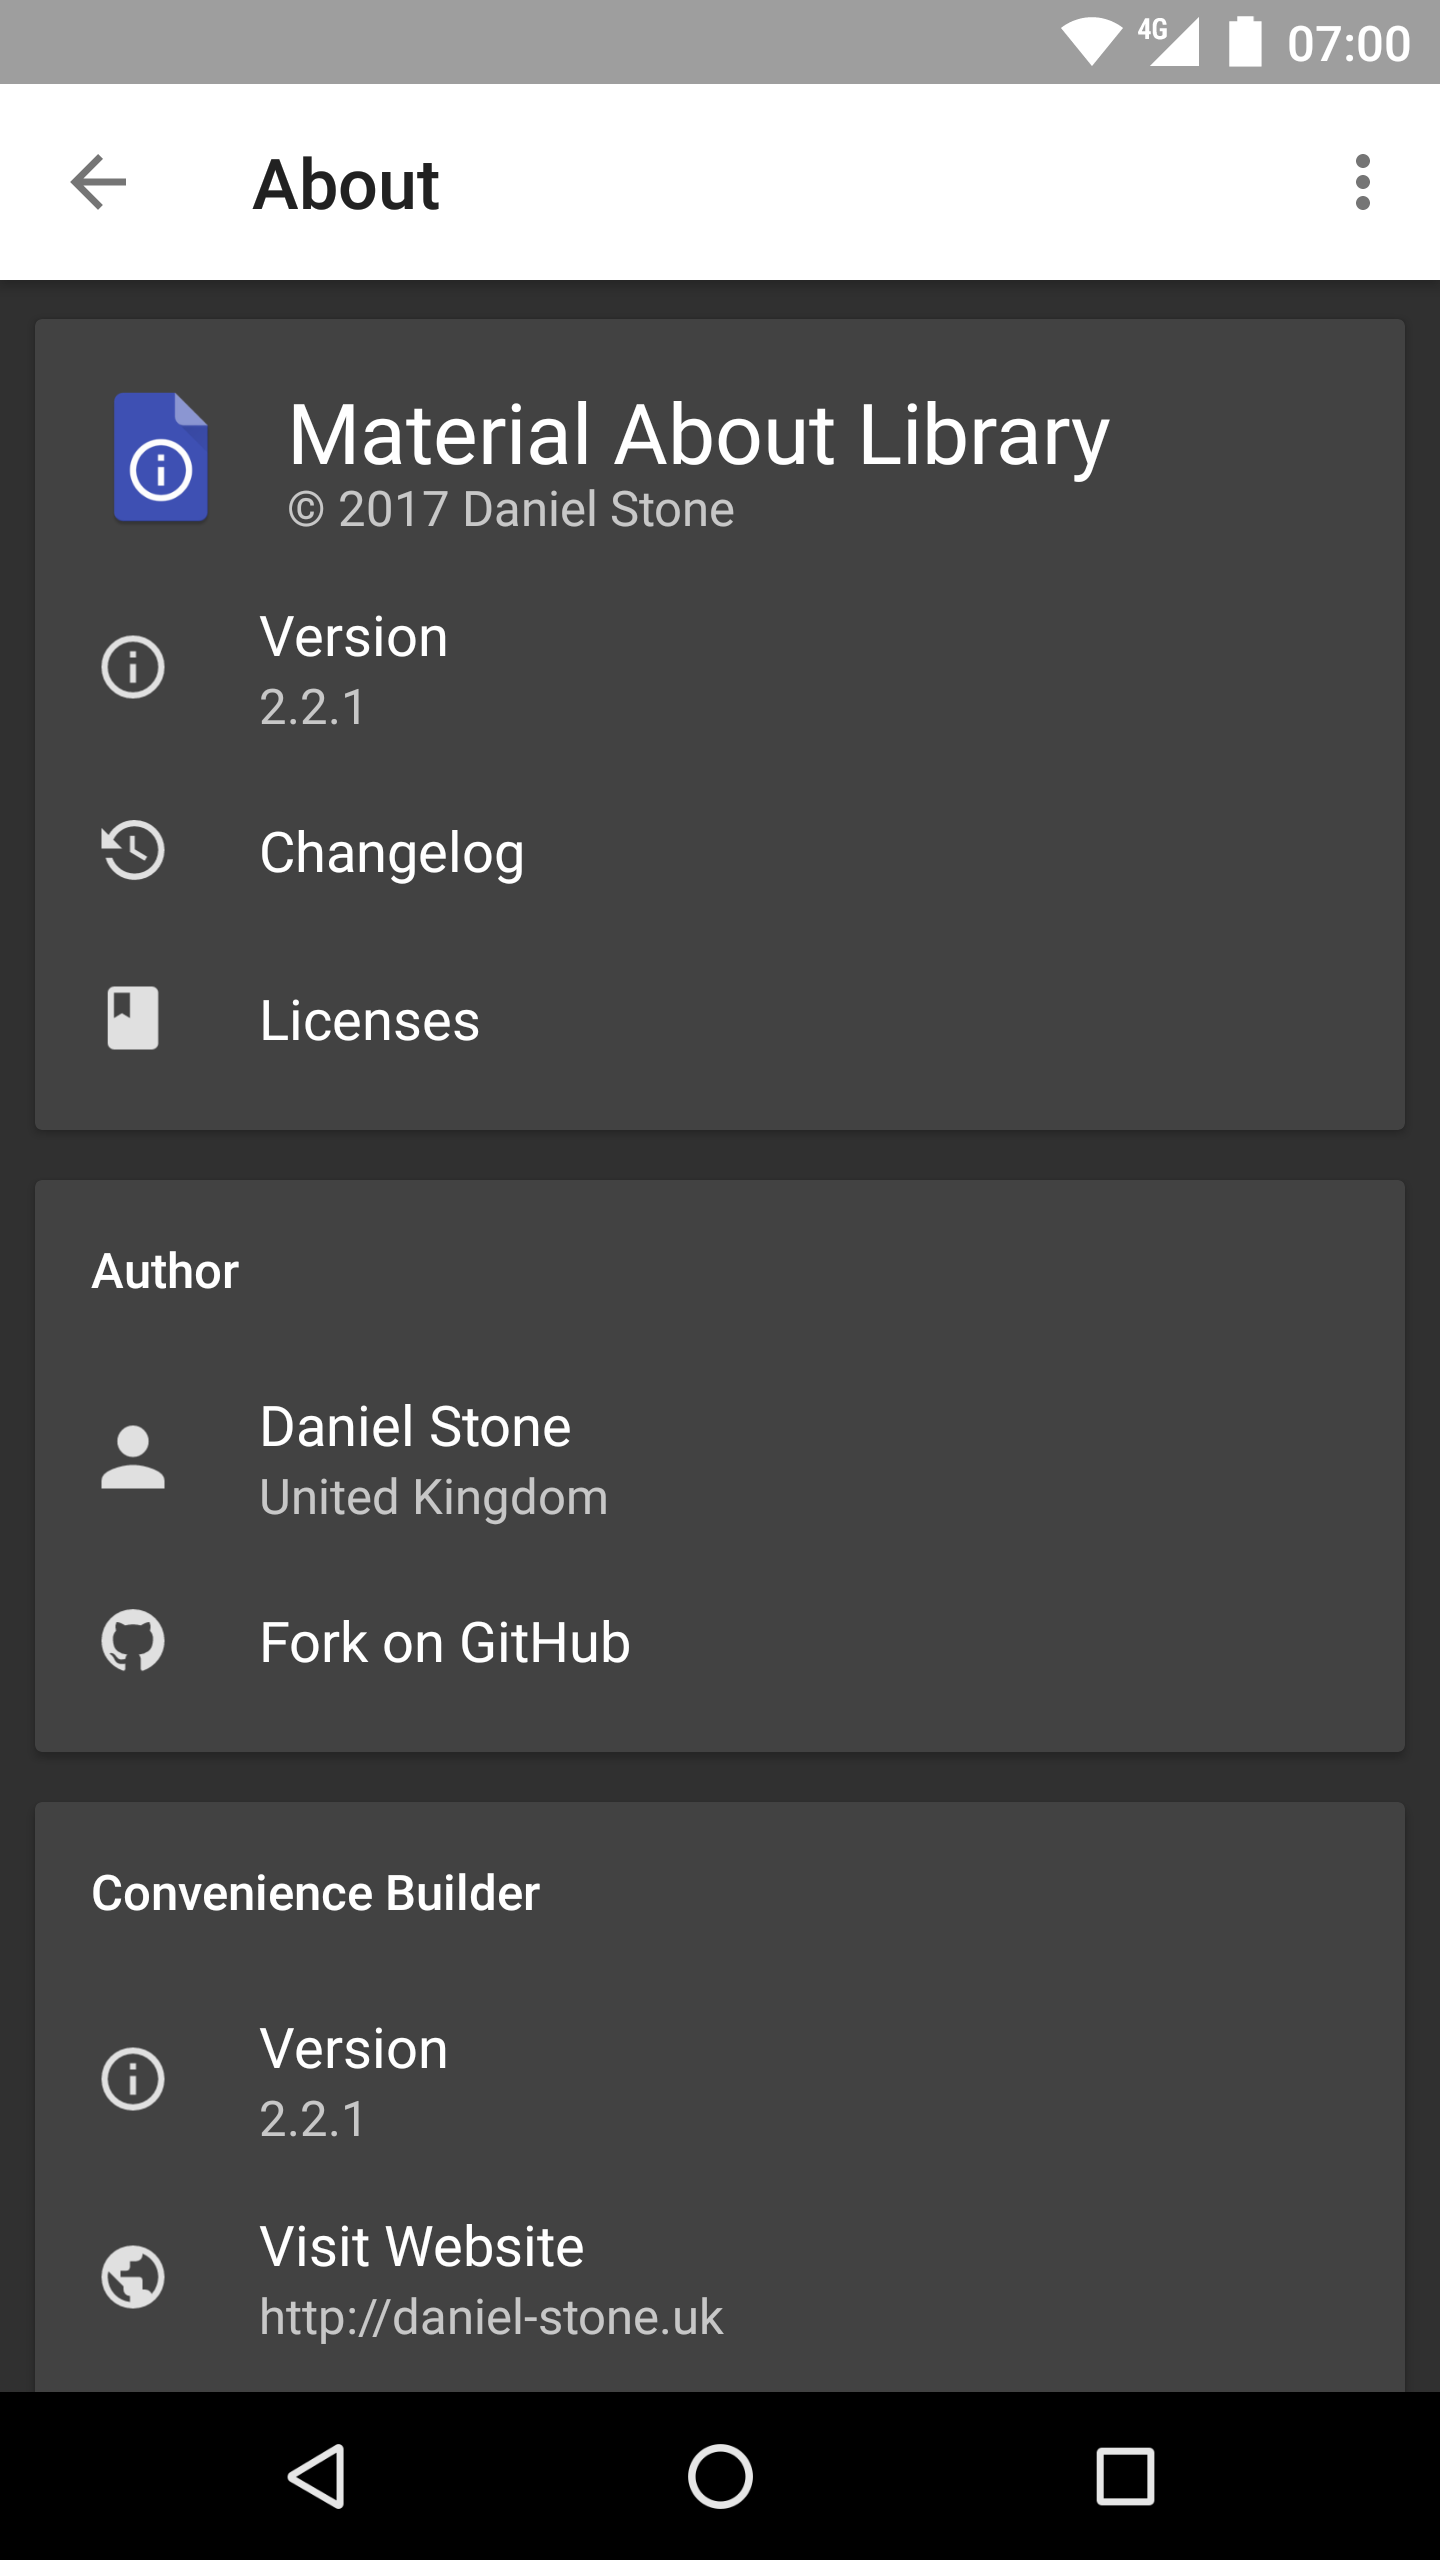 4G 07:00
About
Material About Library
© 2017 Daniel Stone
Version
2.2.1
Changelog
Licenses
Author
Daniel Stone
United Kingdom
Fork on GitHub
Convenience Builder
Version
2.2.1
Visit Website
http://daniel-stone.uk